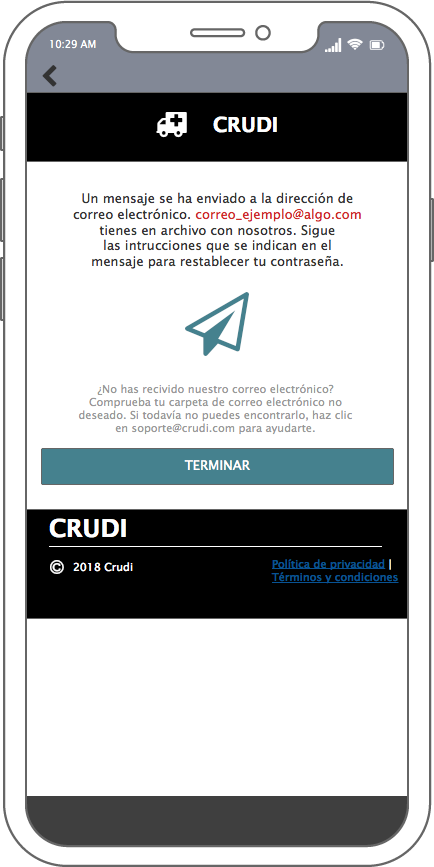 10:29 AM
CRUDI
Un mensaje se ha enviado a la dirección de
correo electrónico. correo_ejemplo@algo.com
tienes en archivo con nosotros. Sigue
las intrucciones que se indican en el
mensaje para restablecer tu contraseña.
¿No has recivido nuestro correo electrónico?
Comprueba tu carpeta de correo electrónico no
deseado. Si todavía no puedes encontrarlo, haz clic
en soporte@crudi.com para ayudarte.
TERMINAR
CRUDI
© 2018 Crudi
Política de privacidad |
Términos y condiciones